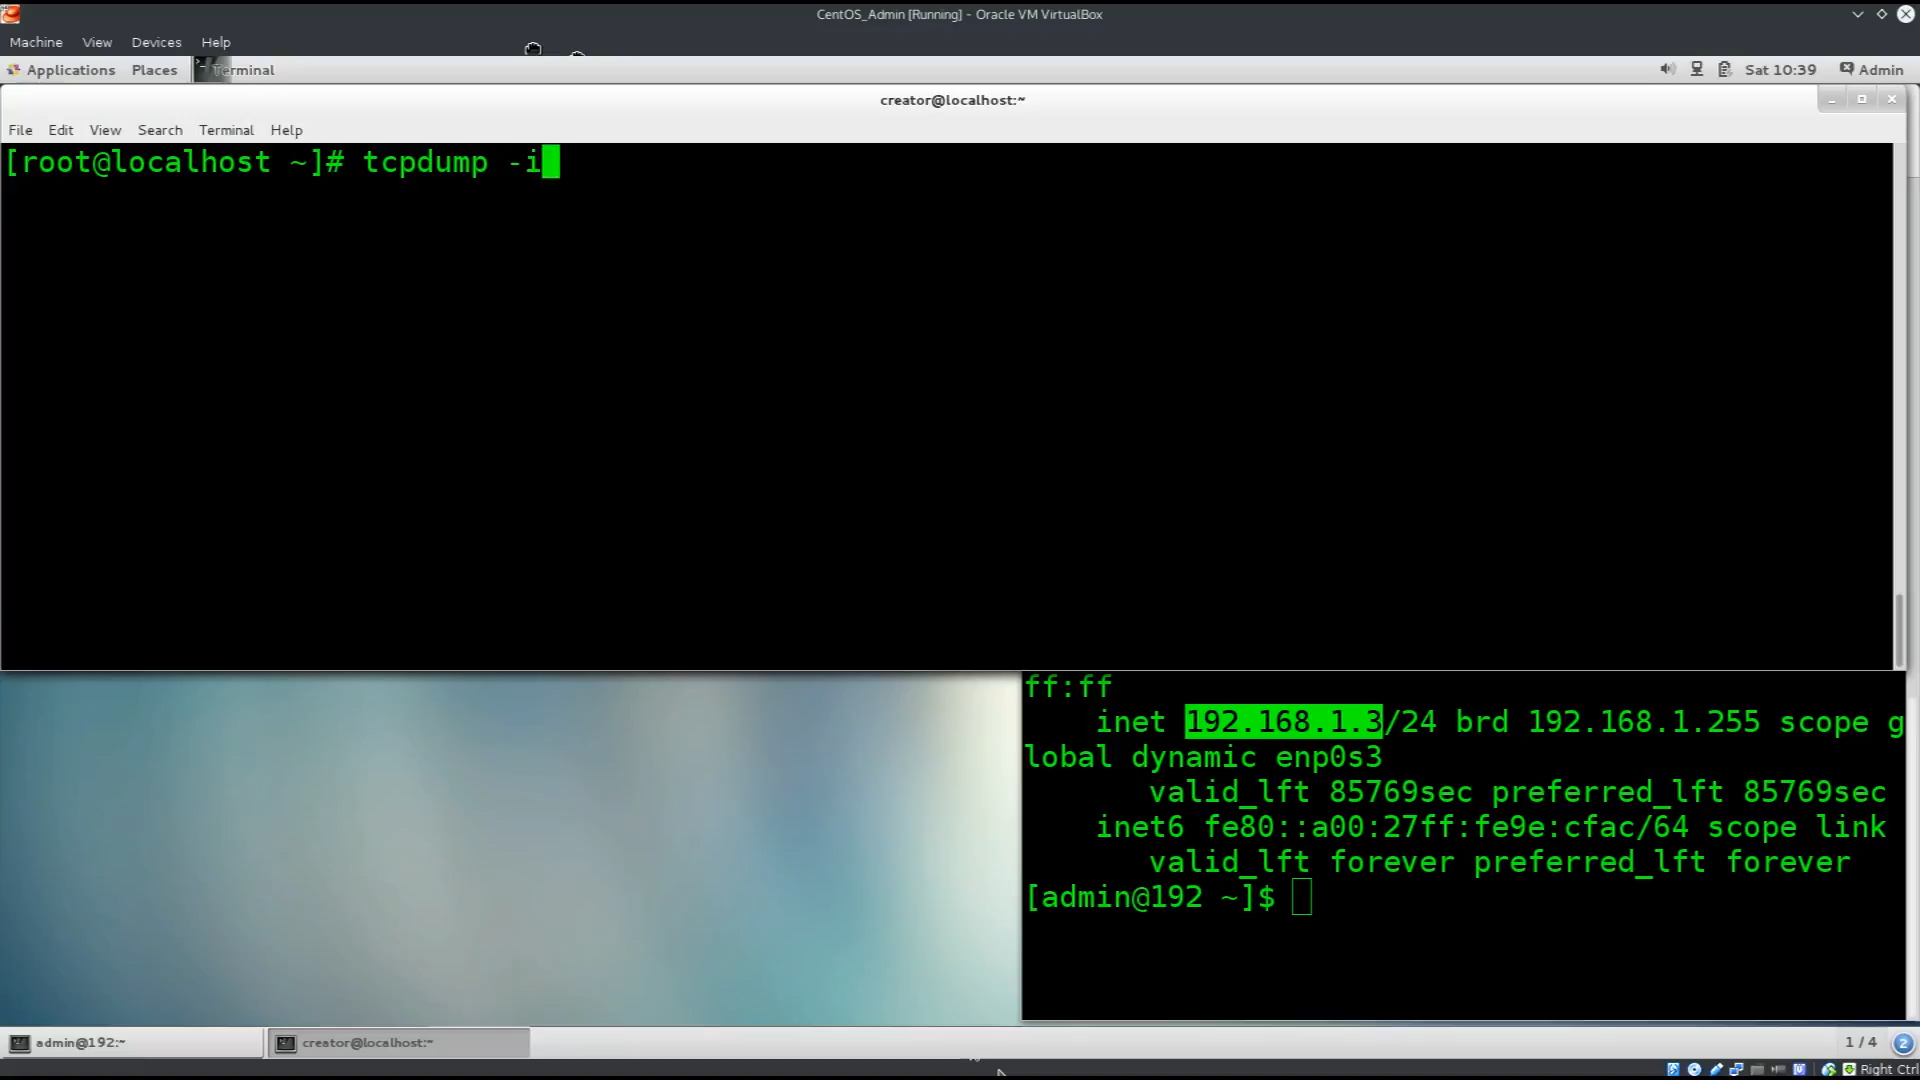 CentOS_Admin [Running] - Oracle VM VirtualBox
Machine View Devices Help
Applications Places Terminal Sat 10:39 Admin
creator@localhost:~
File Edit View Search Terminal Help
[root@localhost ~]# tcpdump -i
ff:ff
inet 192.168.1.3/24 brd 192.168.1.255 scope g
lobal dynamic enp0s3
valid_lft 85769sec preferred_lft 85769sec
inet6 fe80::a00:27ff:fe9e:cfac/64 scope link
valid_lft forever preferred_lft forever
[admin@192 ~]$
admin@192:~ creator@localhost:~ 1 / 4 2
Right Ctrl